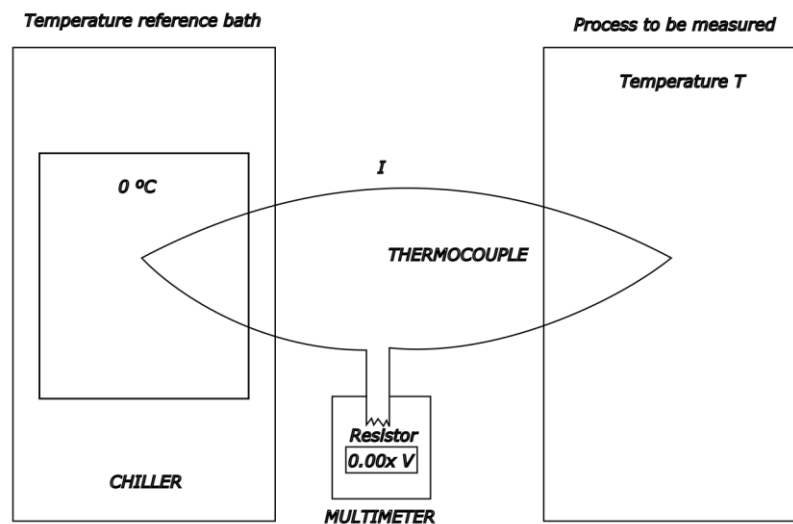 Temperature reference bath
Process to be measured
Temperature T
0 ºC
I
THERMOCOUPLE
Resistor
0.00x V
CHILLER
MULTIMETER